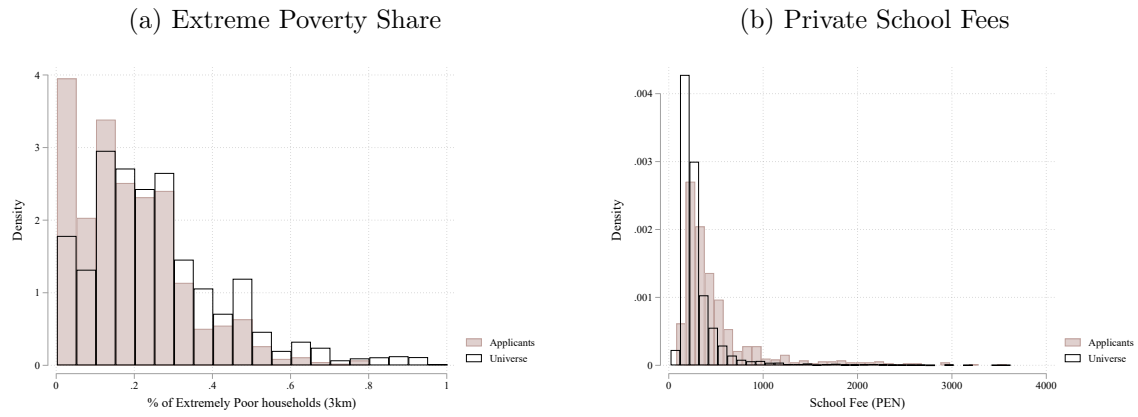 (a) Extreme Poverty Share
4
3
2
1
0
Density
0 .2 .4 .6 .8 1
% of Extremely Poor households (3km)
Applicants
Universe
(b) Private School Fees
.004
.003
.002
.001
0
Density
0 1000 2000 3000 4000
School Fee (PEN)
Applicants
Universe